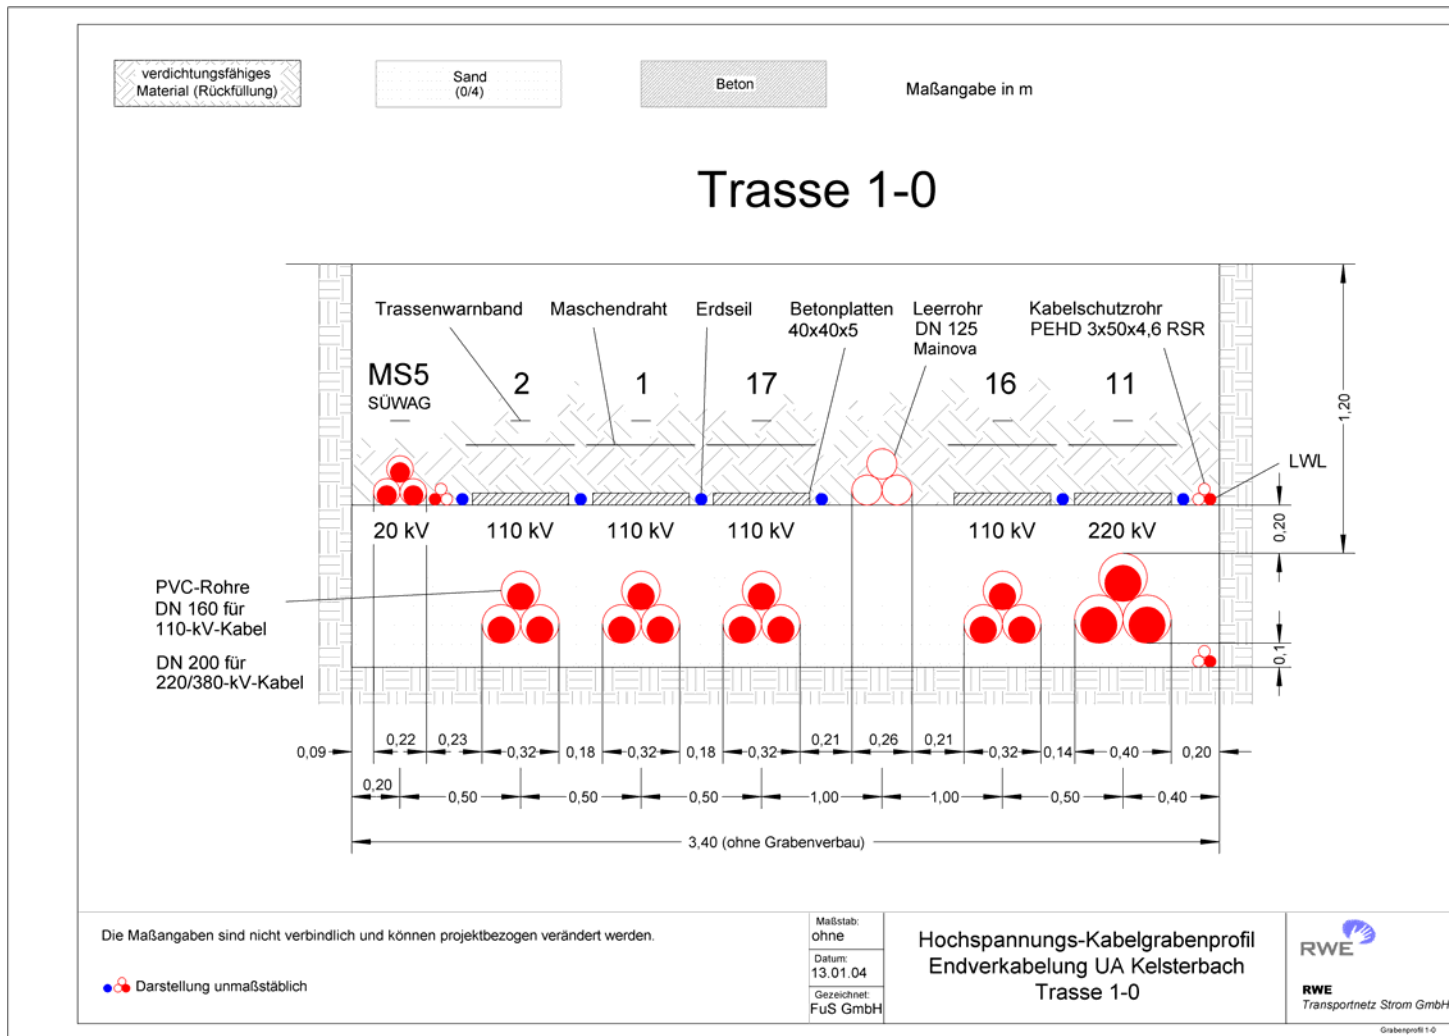 verdichtungsfähiges
Material (Rückfüllung)
Sand
(0/4)
Beton
Maßangabe in m
Trasse 1-0
Trassenwarnband
Maschendraht
Erdseil
Betonplatten
40x40x5
Leerrohr
DN 125
Mainova
Kabelschutzrohr
PEHD 3x50x4,6 RSR
MS5
SÜWAG
2
1
17
16
11
1,20
LWL
20 kV
110 kV
110 kV
110 kV
110 kV
220 kV
0,20
PVC-Rohre
DN 160 für
110-kV-Kabel
DN 200 für
220/380-kV-Kabel
0,1
0,09
0,22
0,23
0,32
0,18
0,32
0,18
0,32
0,21
0,26
0,21
0,32
0,14
0,40
0,20
0,20
0,50
0,50
0,50
1,00
1,00
0,50
0,40
3,40 (ohne Grabenverbau)
Die Maßangaben sind nicht verbindlich und können projektbezogen verändert werden.
Darstellung unmaßstäblich
Maßstab:
ohne
Datum:
13.01.04
Gezeichnet:
FuS GmbH
Hochspannungs-Kabelgrabenprofil
Endverkabelung UA Kelsterbach
Trasse 1-0
RWE
RWE
Transportnetz Strom GmbH
Grabenprofil 1-0.